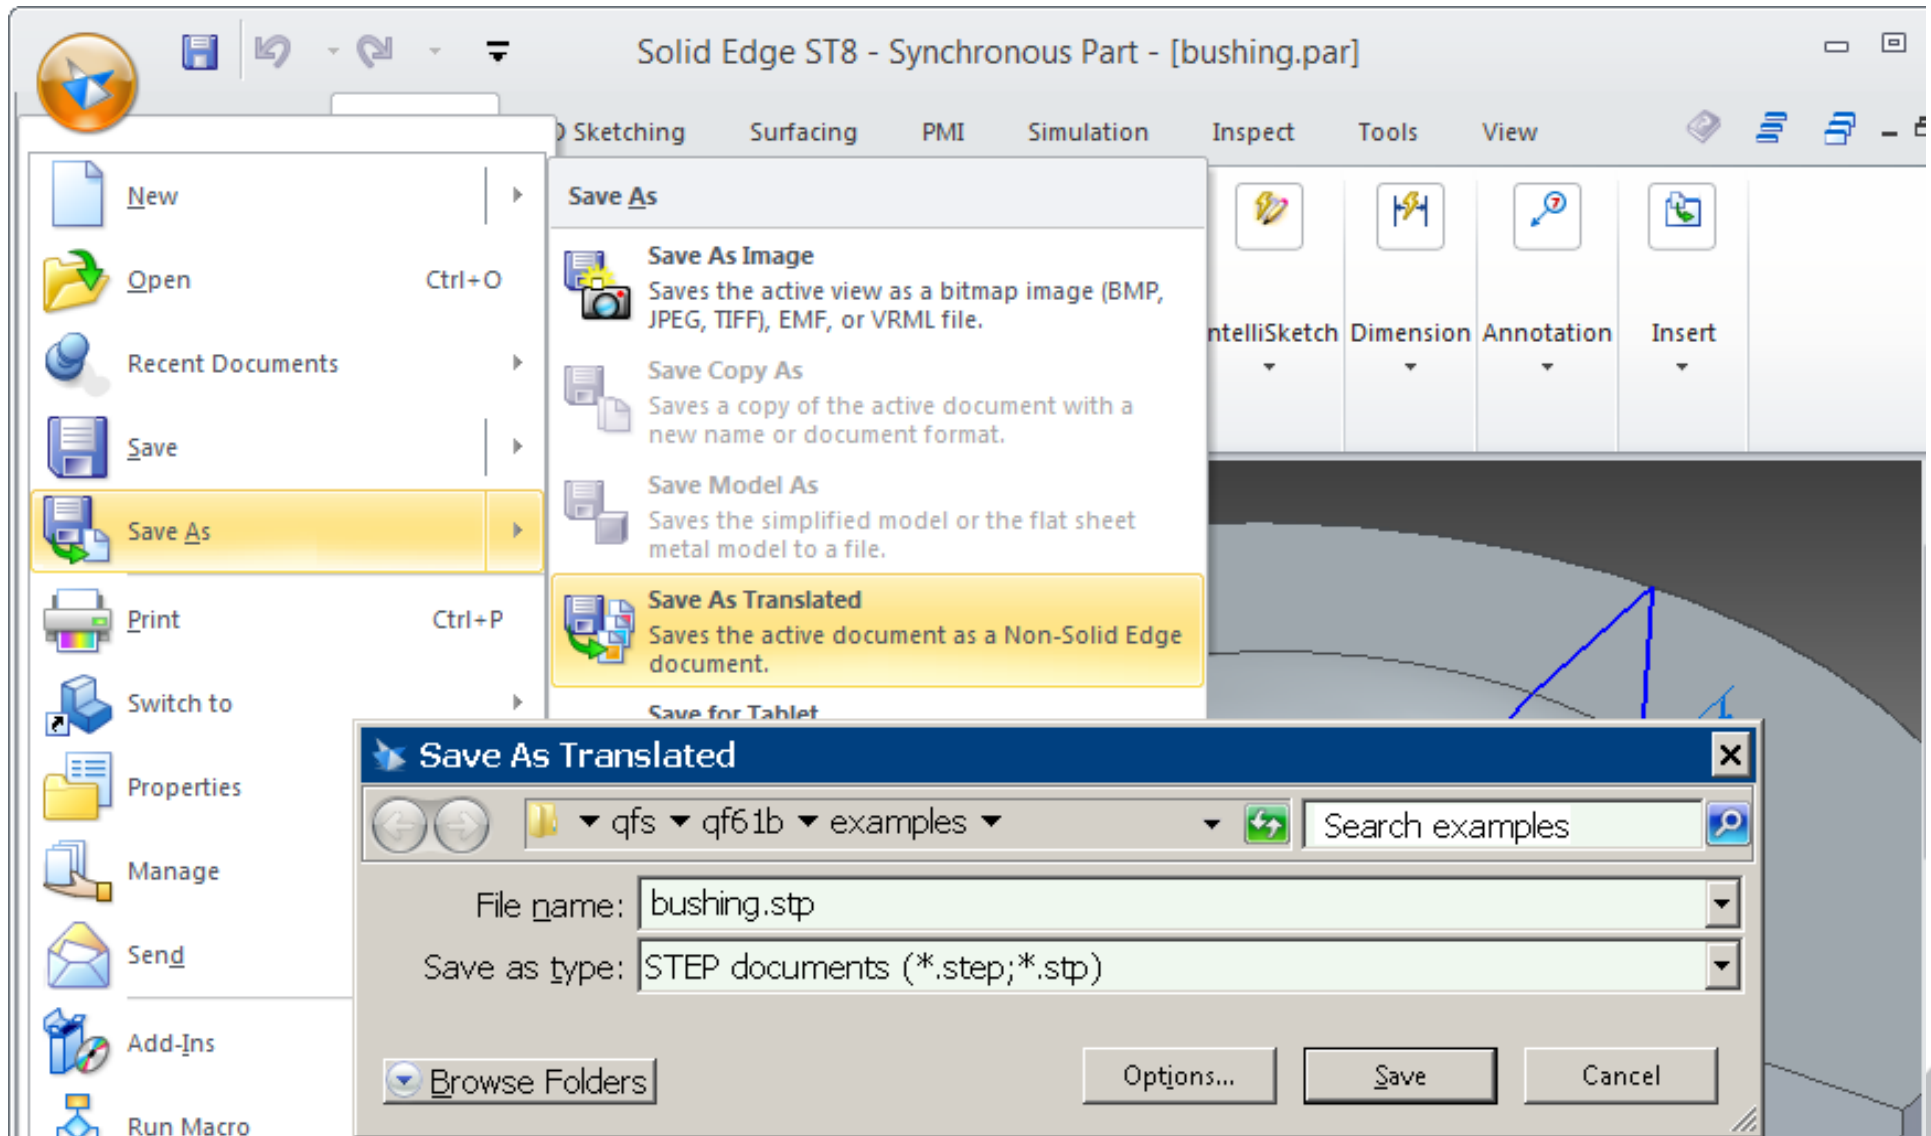 Solid Edge ST8 - Synchronous Part - [bushing.par]
Sketching Surfacing PMI Simulation Inspect Tools View
New
Open Ctrl+O
Recent Documents
Save
Save As
Print Ctrl+P
Switch to
Properties
Manage
Send
Add-Ins
Run Macro
Save As
Save As Image
Saves the active view as a bitmap image (BMP,
JPEG, TIFF), EMF, or VRML file.
Save Copy As
Saves a copy of the active document with a
new name or document format.
Save Model As
Saves the simplified model or the flat sheet
metal model to a file.
Save As Translated
Saves the active document as a Non-Solid Edge
document.
Save for Tablet
ntelliSketch Dimension Annotation Insert
Save As Translated
qfs qf61b examples
Search examples
File name: bushing.stp
Save as type: STEP documents (*.step;*.stp)
Browse Folders
Options... Save Cancel